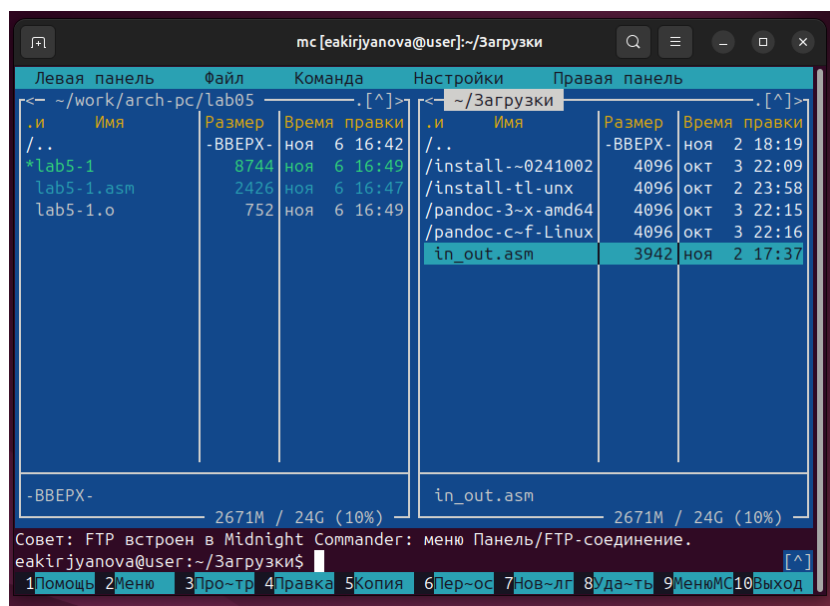 mc [eakirjyanova@user]:~/Загрузки
Левая панель Файл Команда Настройки Правая панель
<— ~/work/arch-pc/lab05 .[^]> <— ~/Загрузки .[^]>
.и Имя Размер Время правки .и Имя Размер Время правки
/.. -ВВЕРХ- ноя 6 16:42 /.. -ВВЕРХ- ноя 2 18:19
*lab5-1 8744 ноя 6 16:49 /install-~0241002 4096 окт 3 22:09
lab5-1.asm 2426 ноя 6 16:47 /install-tl-unx 4096 окт 2 23:58
lab5-1.o 752 ноя 6 16:49 /pandoc-3~x-amd64 4096 окт 3 22:15
/pandoc-c~f-Linux 4096 окт 3 22:16
in_out.asm 3942 ноя 2 17:37
-ВВЕРХ- in_out.asm
2671M / 24G (10%) 2671M / 24G (10%)
Совет: FTP встроен в Midnight Commander: меню Панель/FTP-соединение.
eakirjyanova@user:~/Загрузки$ [^]
1Помощь 2Меню 3Про~тр 4Правка 5Копия 6Пер~ос 7Нов~лг 8Уда~ть 9МенюМС 10Выход